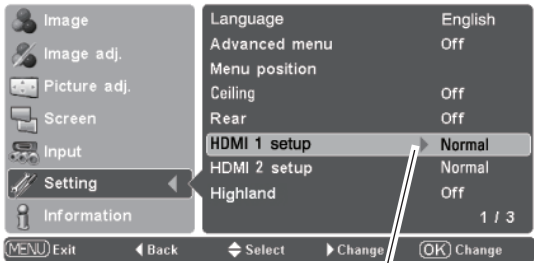 Image
Image adj.
Picture adj.
Screen
Input
Setting
Information
Language English
Advanced menu Off
Menu position
Ceiling Off
Rear Off
HDMI 1 setup Normal
HDMI 2 setup Normal
Highland Off
1 / 3
MENU Exit Back Select Change OK Change